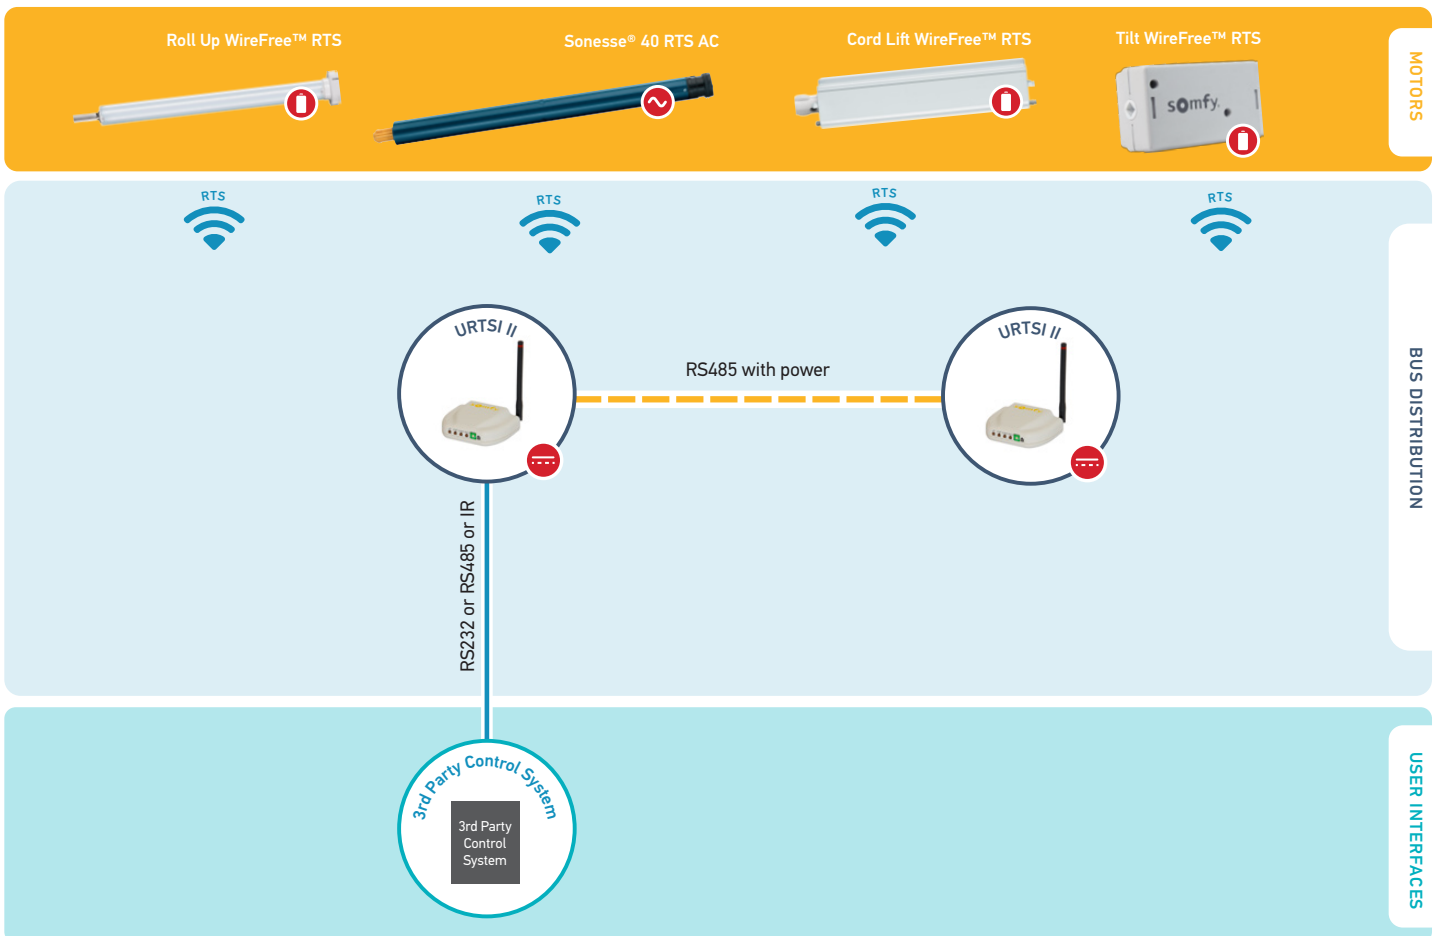 Roll Up WireFree™ RTS
Sonesse® 40 RTS AC
Cord Lift WireFree™ RTS
Tilt WireFree™ RTS
somfy.
MOTORS
RTS
RTS
RTS
RTS
URTSI II
RS485 with power
URTSI II
BUS DISTRIBUTION
RS232 or RS485 or IR
3rd Party Control System
3rd Party
Control
System
USER INTERFACES